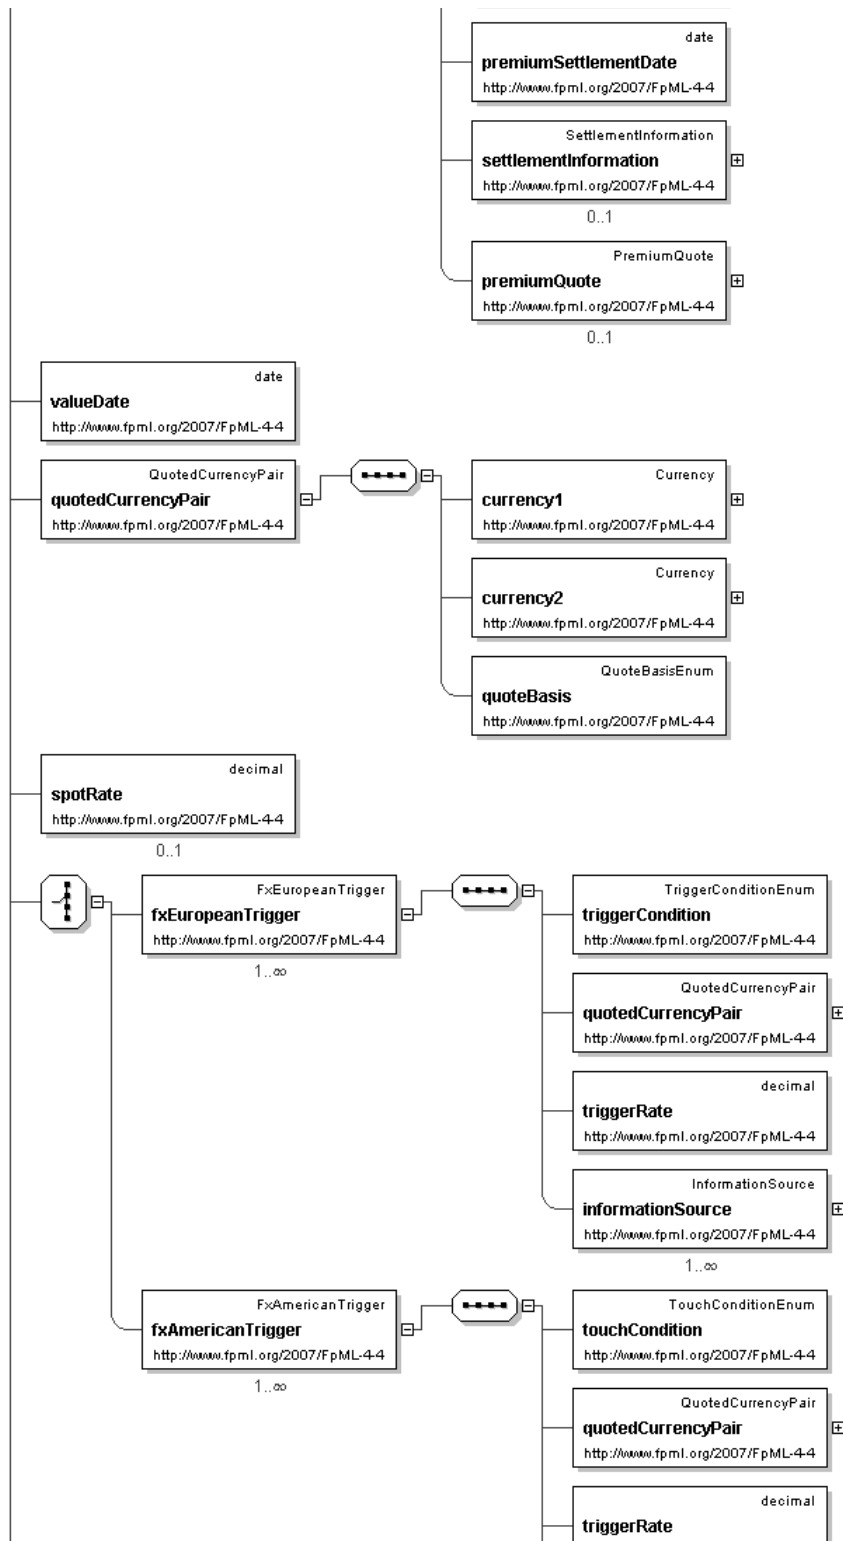 date
premiumSettlementDate
http://www.fpml.org/2007/FpML-4-4
SettlementInformation
settlementInformation
http://www.fpml.org/2007/FpML-4-4
0..1
PremiumQuote
premiumQuote
http://www.fpml.org/2007/FpML-4-4
0..1
date
valueDate
http://www.fpml.org/2007/FpML-4-4
QuotedCurrencyPair
quotedCurrencyPair
http://www.fpml.org/2007/FpML-4-4
Currency
currency1
http://www.fpml.org/2007/FpML-4-4
Currency
currency2
http://www.fpml.org/2007/FpML-4-4
QuoteBasisEnum
quoteBasis
http://www.fpml.org/2007/FpML-4-4
decimal
spotRate
http://www.fpml.org/2007/FpML-4-4
0..1
FxEuropeanTrigger
fxEuropeanTrigger
http://www.fpml.org/2007/FpML-4-4
1..∞
TriggerConditionEnum
triggerCondition
http://www.fpml.org/2007/FpML-4-4
QuotedCurrencyPair
quotedCurrencyPair
http://www.fpml.org/2007/FpML-4-4
decimal
triggerRate
http://www.fpml.org/2007/FpML-4-4
InformationSource
informationSource
http://www.fpml.org/2007/FpML-4-4
1..∞
FxAmericanTrigger
fxAmericanTrigger
http://www.fpml.org/2007/FpML-4-4
1..∞
TouchConditionEnum
touchCondition
http://www.fpml.org/2007/FpML-4-4
QuotedCurrencyPair
quotedCurrencyPair
http://www.fpml.org/2007/FpML-4-4
decimal
triggerRate